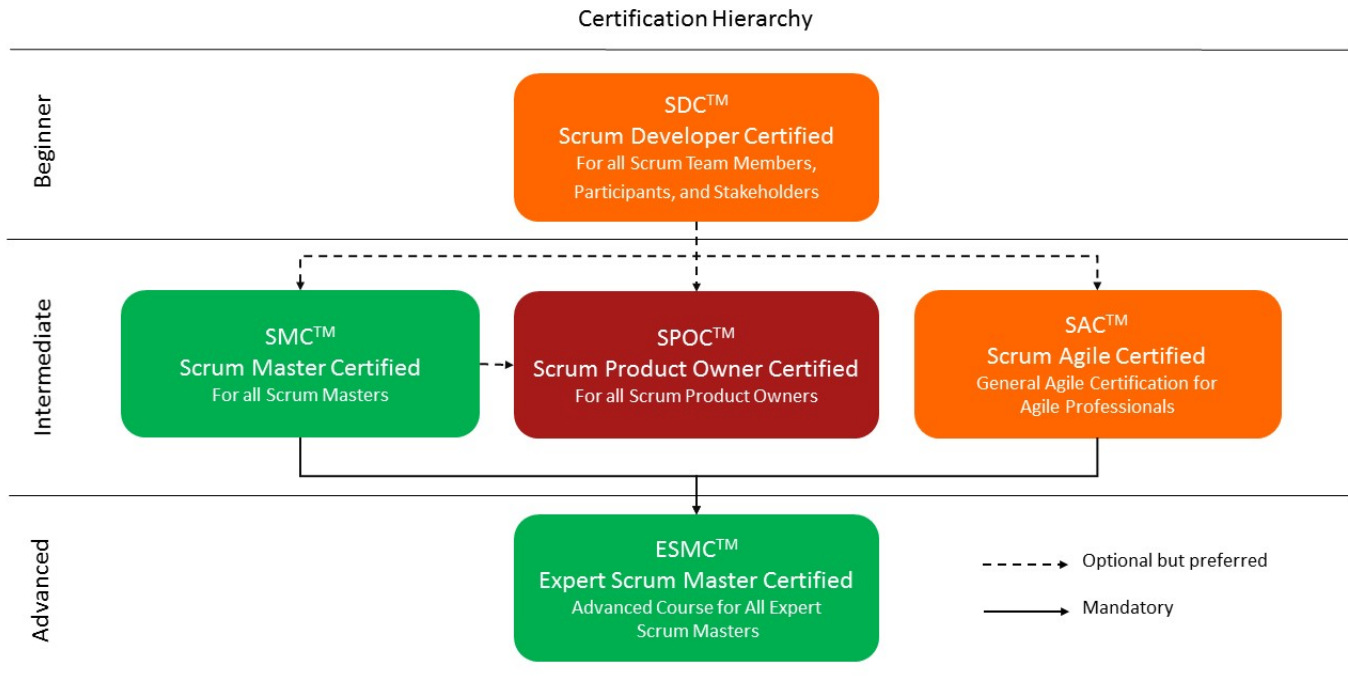 Certification Hierarchy
Beginner
SDC™
Scrum Developer Certified
For all Scrum Team Members,
Participants, and Stakeholders
Intermediate
SMC™
Scrum Master Certified
For all Scrum Masters
SPOC™
Scrum Product Owner Certified
For all Scrum Product Owners
SAC™
Scrum Agile Certified
General Agile Certification for
Agile Professionals
Advanced
ESMC™
Expert Scrum Master Certified
Advanced Course for All Expert
Scrum Masters
Optional but preferred
Mandatory